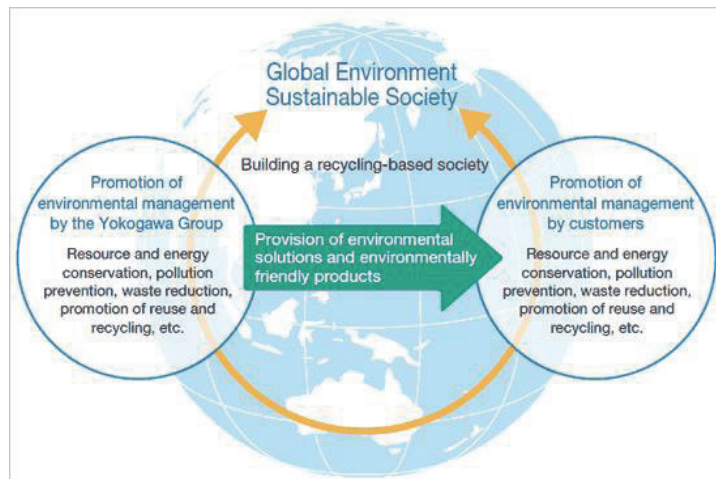 Global Environment
Sustainable Society
Building a recycling-based society
Promotion of
environmental management
by the Yokogawa Group
Resource and energy
conservation, pollution
prevention, waste reduction,
promotion of reuse and
recycling, etc.
Provision of environmental
solutions and environmentally
friendly products
Promotion of
environmental management
by customers
Resource and energy
conservation, pollution
prevention, waste reduction,
promotion of reuse and
recycling, etc.